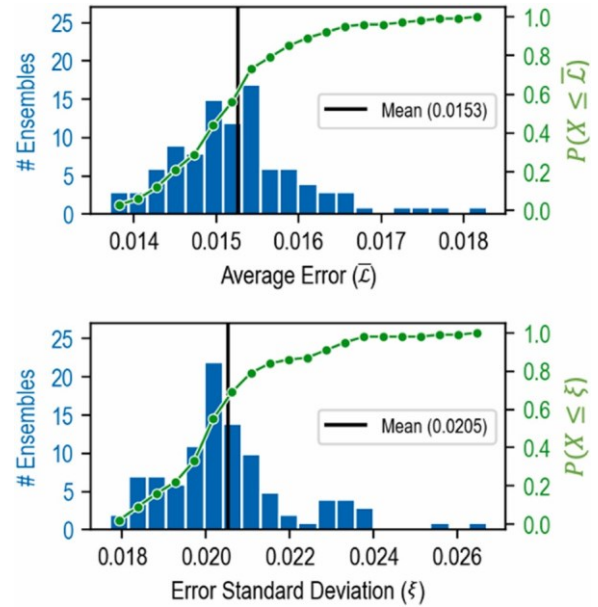 25
20
15
10
5
0
# Ensembles
1.0
0.8
0.6
0.4
0.2
0.0
P(X ≤ ℒ̅)
Mean (0.0153)
0.014 0.015 0.016 0.017 0.018
Average Error (ℒ̅)
25
20
15
10
5
0
# Ensembles
1.0
0.8
0.6
0.4
0.2
0.0
P(X ≤ ξ)
Mean (0.0205)
0.018 0.020 0.022 0.024 0.026
Error Standard Deviation (ξ)